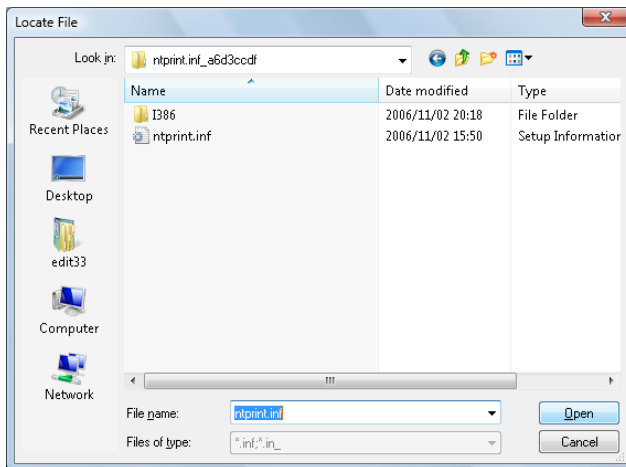 Locate File
Look in: ntprint.inf_a6d3ccdf
Name Date modified Type
I386 2006/11/02 20:18 File Folder
ntprint.inf 2006/11/02 15:50 Setup Information
Recent Places
Desktop
edit33
Computer
Network
File name: ntprint.inf Open
Files of type: *.inf;*.in_ Cancel